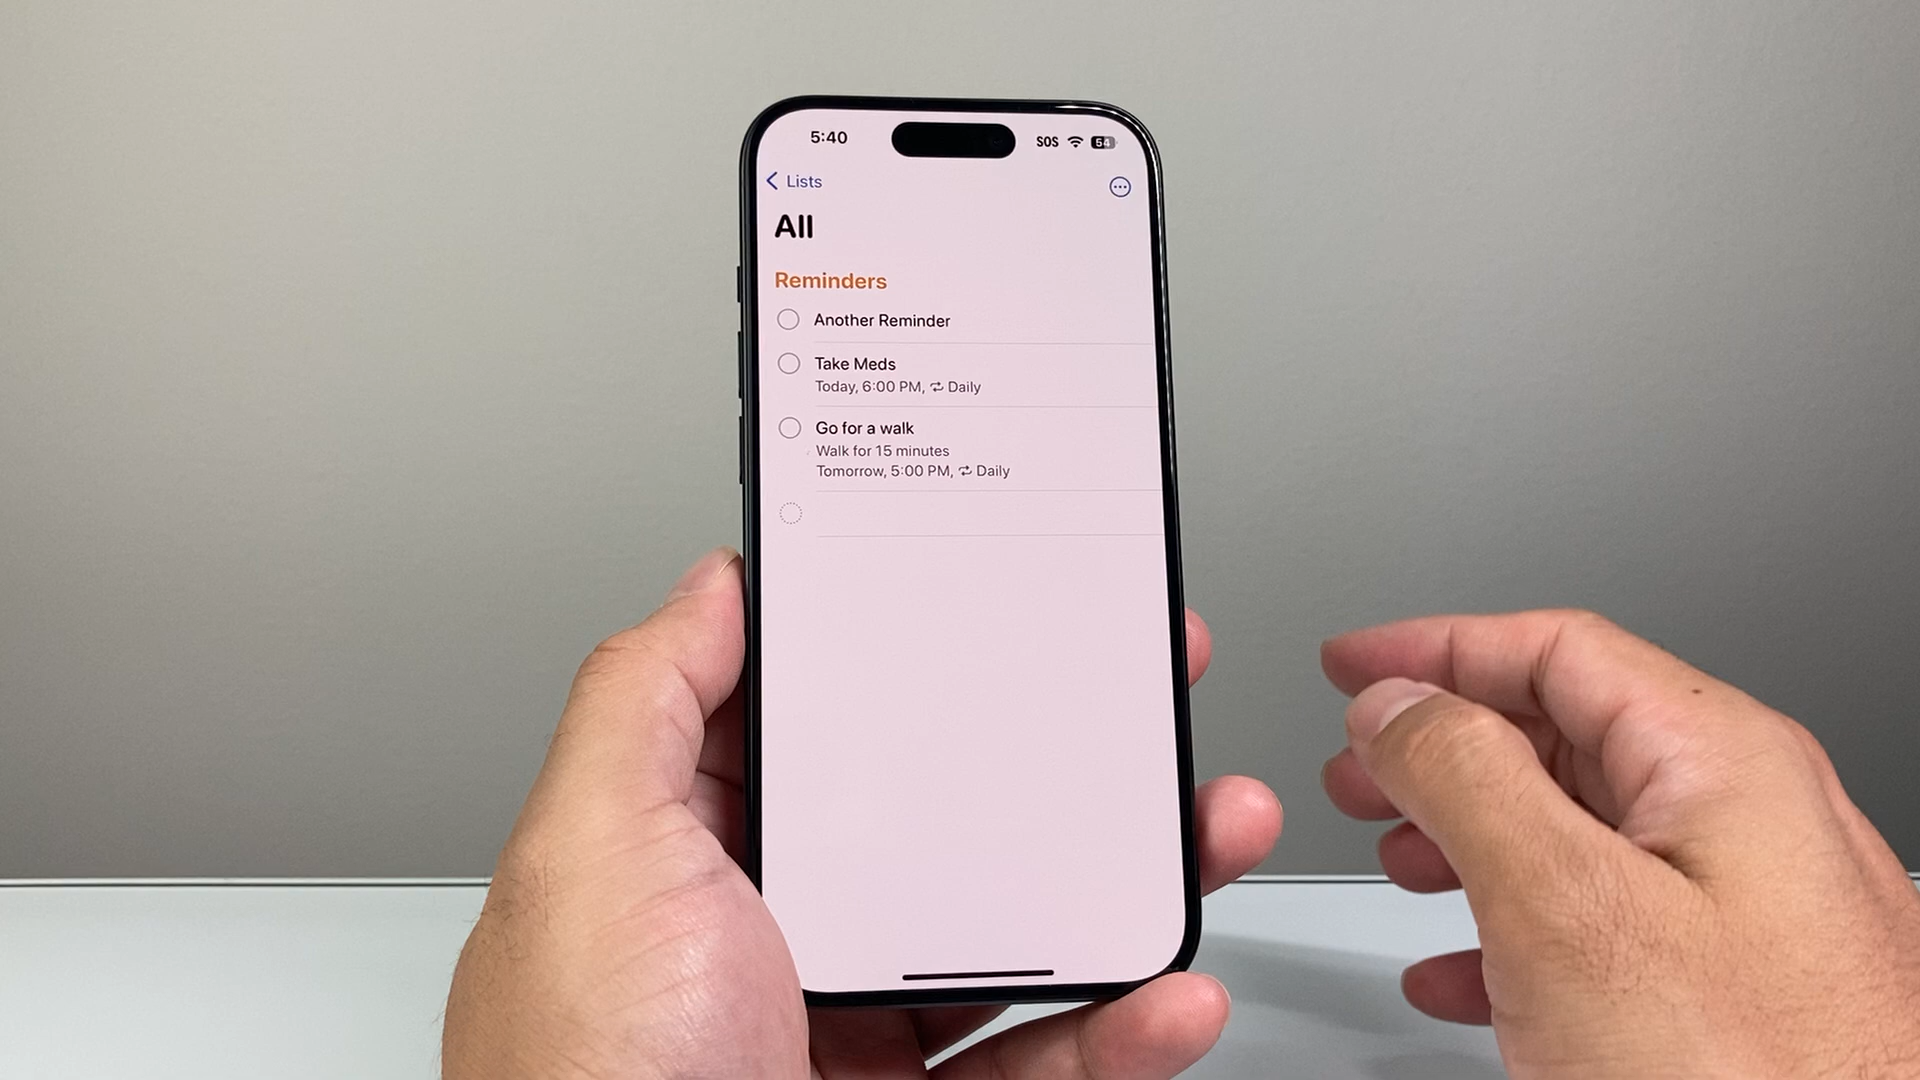 5:40
SOS
54
Lists
All
Reminders
Another Reminder
Take Meds
Today, 6:00 PM, Daily
Go for a walk
Walk for 15 minutes
Tomorrow, 5:00 PM, Daily